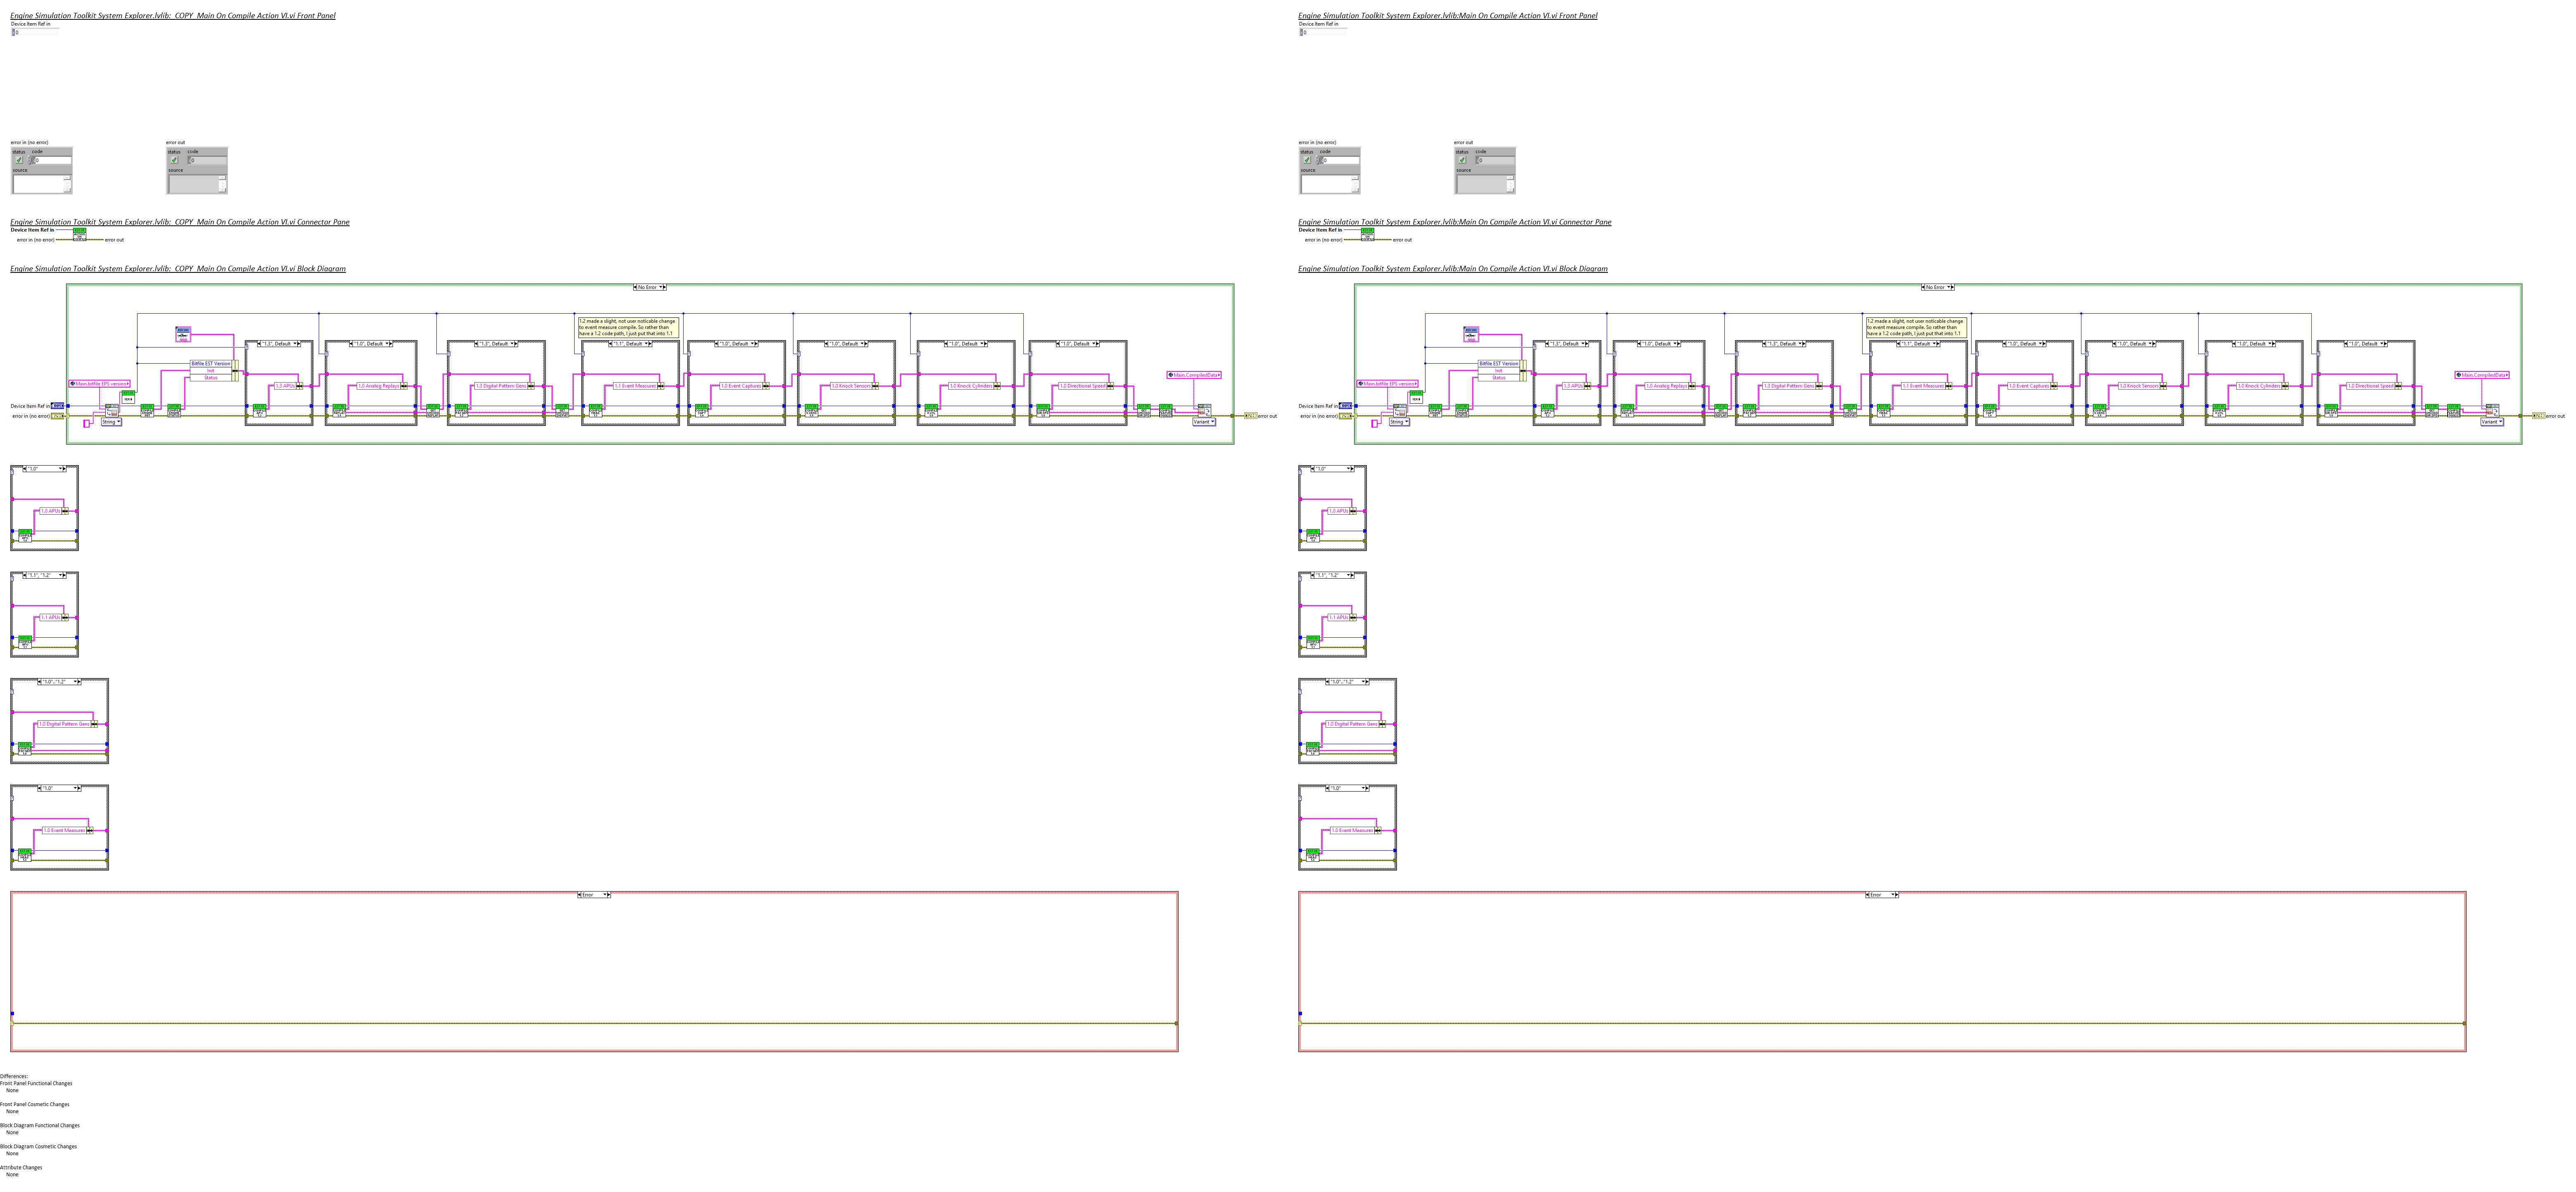 Engine Simulation Toolkit System Explorer.lvlib:_COPY_Main On Compile Action VI.vi Front Panel
Device Item Ref in
0
error in (no error)
status code
0
source
error out
status code
0
source
Engine Simulation Toolkit System Explorer.lvlib:_COPY_Main On Compile Action VI.vi Connector Pane
Device Item Ref in
error in (no error)
error out
Engine Simulation Toolkit System Explorer.lvlib:_COPY_Main On Compile Action VI.vi Block Diagram
No Error
1.2 made a slight, not user noticable change
to event measure compile. So rather than
have a 1.2 code path, I just put that into 1.1
"1.3", Default
"1.0", Default
"1.3", Default
"1.1", Default
"1.0", Default
"1.0", Default
"1.0", Default
"1.0", Default
Bitfile EST Version
Init
Status
Main.bitfile EPS version
1.3 APUs
1.0 Analog Replays
1.3 Digital Pattern Gens
1.1 Event Measures
1.0 Event Captures
1.0 Knock Sensors
1.0 Knock Cylinders
1.0 Directional Speed
Main.CompiledData
Device Item Ref in
error in (no error)
String
Variant
error out
"1.0"
1.0 APUs
"1.1", "1.2"
1.1 APUs
"1.0".."1.2"
1.0 Digital Pattern Gens
"1.0"
1.0 Event Measures
Error
Differences:
Front Panel Functional Changes
None
Front Panel Cosmetic Changes
None
Block Diagram Functional Changes
None
Block Diagram Cosmetic Changes
None
Attribute Changes
None
Engine Simulation Toolkit System Explorer.lvlib:Main On Compile Action VI.vi Front Panel
Device Item Ref in
0
error in (no error)
status code
0
source
error out
status code
0
source
Engine Simulation Toolkit System Explorer.lvlib:Main On Compile Action VI.vi Connector Pane
Device Item Ref in
error in (no error)
error out
Engine Simulation Toolkit System Explorer.lvlib:Main On Compile Action VI.vi Block Diagram
No Error
1.2 made a slight, not user noticable change
to event measure compile. So rather than
have a 1.2 code path, I just put that into 1.1
"1.3", Default
"1.0", Default
"1.3", Default
"1.1", Default
"1.0", Default
"1.0", Default
"1.0", Default
"1.0", Default
Bitfile EST Version
Init
Status
Main.bitfile EPS version
1.3 APUs
1.0 Analog Replays
1.3 Digital Pattern Gens
1.1 Event Measures
1.0 Event Captures
1.0 Knock Sensors
1.0 Knock Cylinders
1.0 Directional Speed
Main.CompiledData
Device Item Ref in
error in (no error)
String
Variant
error out
"1.0"
1.0 APUs
"1.1", "1.2"
1.1 APUs
"1.0".."1.2"
1.0 Digital Pattern Gens
"1.0"
1.0 Event Measures
Error